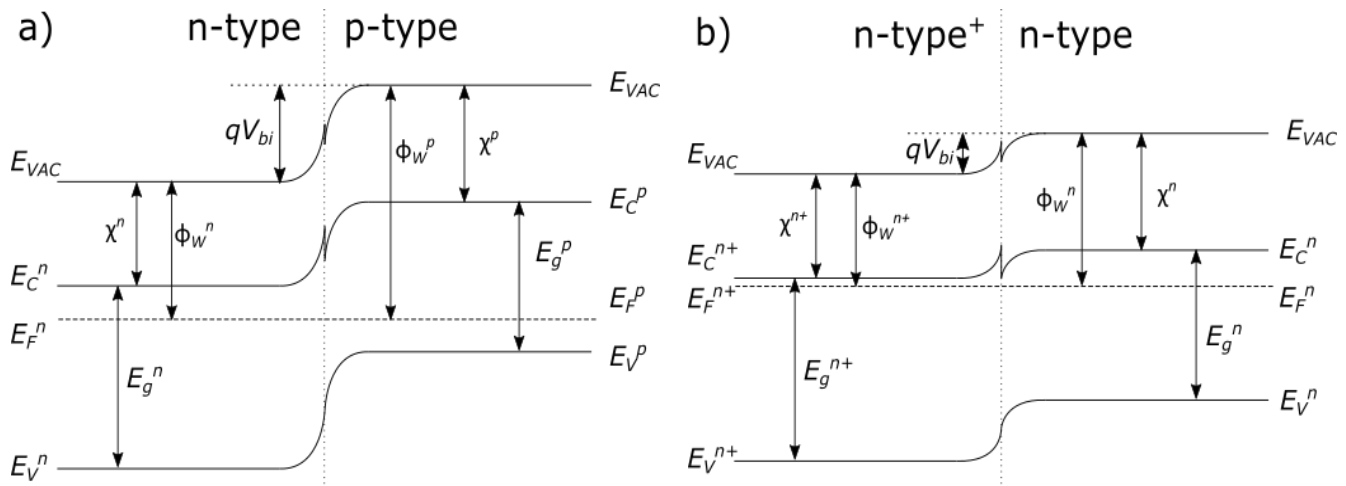 a)
n-type
p-type
E_VAC
qV_bi
ϕ_W^p
χ^p
E_VAC
χ^n
ϕ_W^n
E_C^p
E_g^p
E_C^n
E_F^p
E_F^n
E_g^n
E_V^p
E_V^n
b)
n-type⁺
n-type
E_VAC
qV_bi
E_VAC
ϕ_W^n
χ^n
χ^n+
ϕ_W^n+
E_C^n+
E_C^n
E_F^n+
E_F^n
E_g^n
E_g^n+
E_V^n
E_V^n+